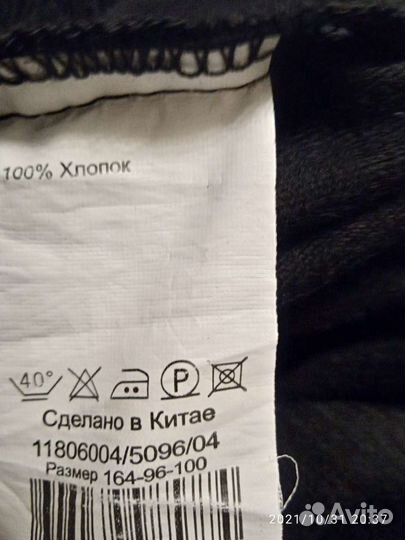 100% Хлопок
40° P
Сделано в Китае
11806004/5096/04
Размер 164-96-100
2021/10/31 20:37
Avito